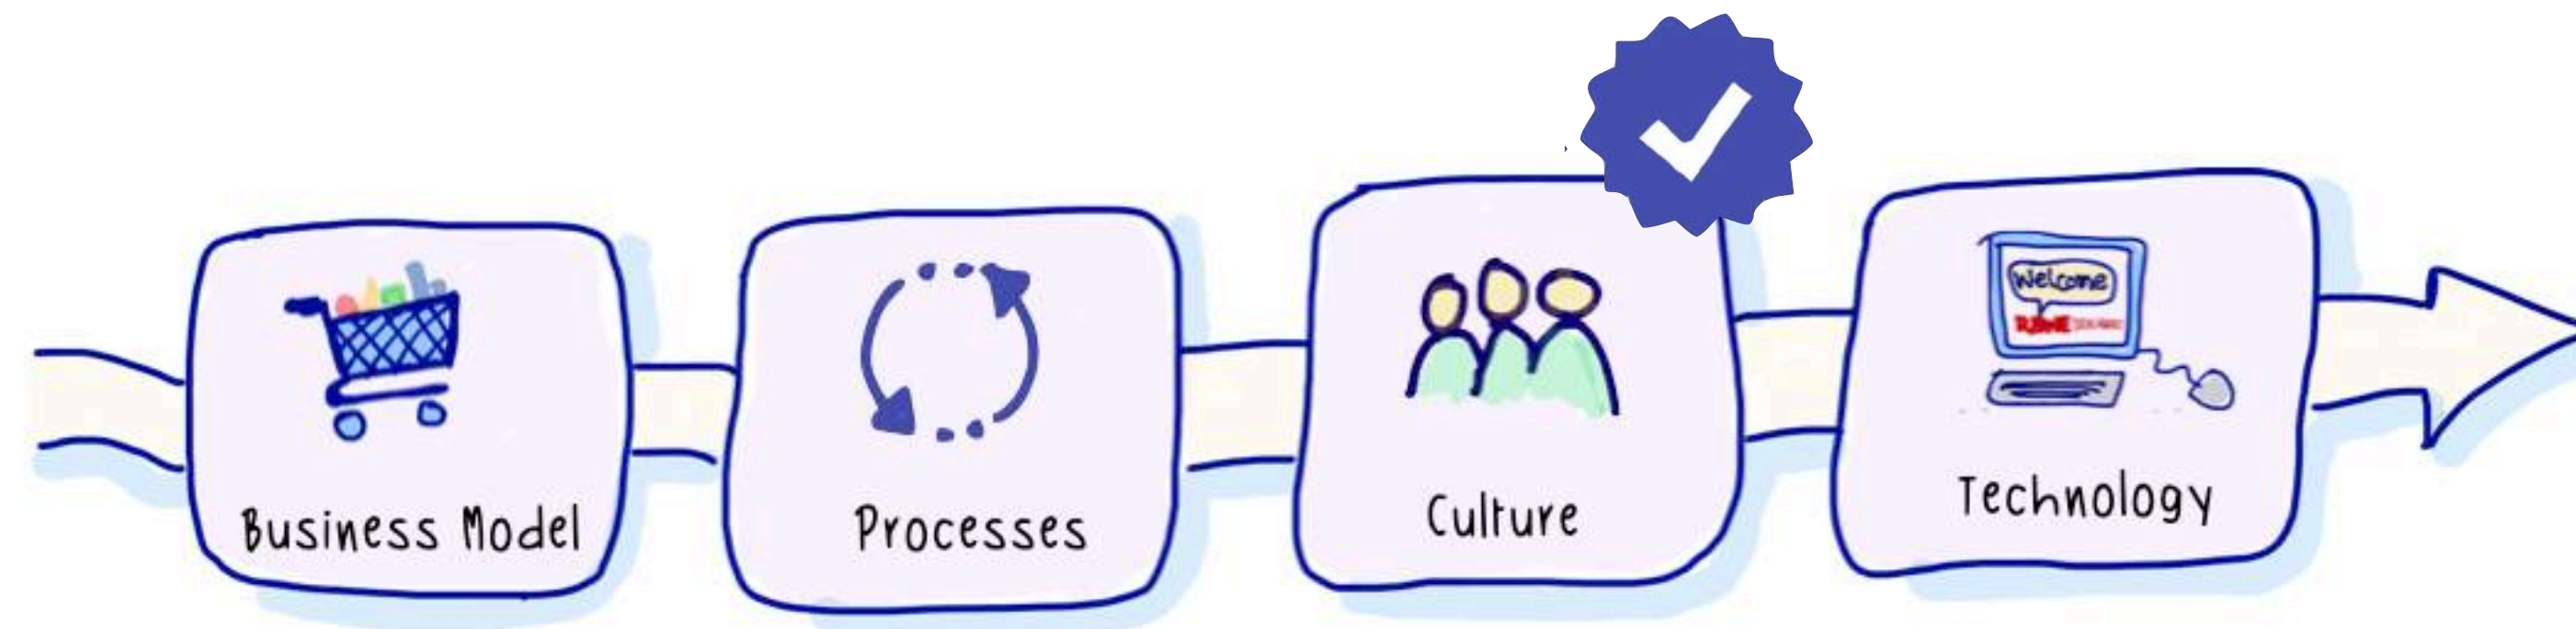 Business Model
Processes
Culture
Welcome
Technology